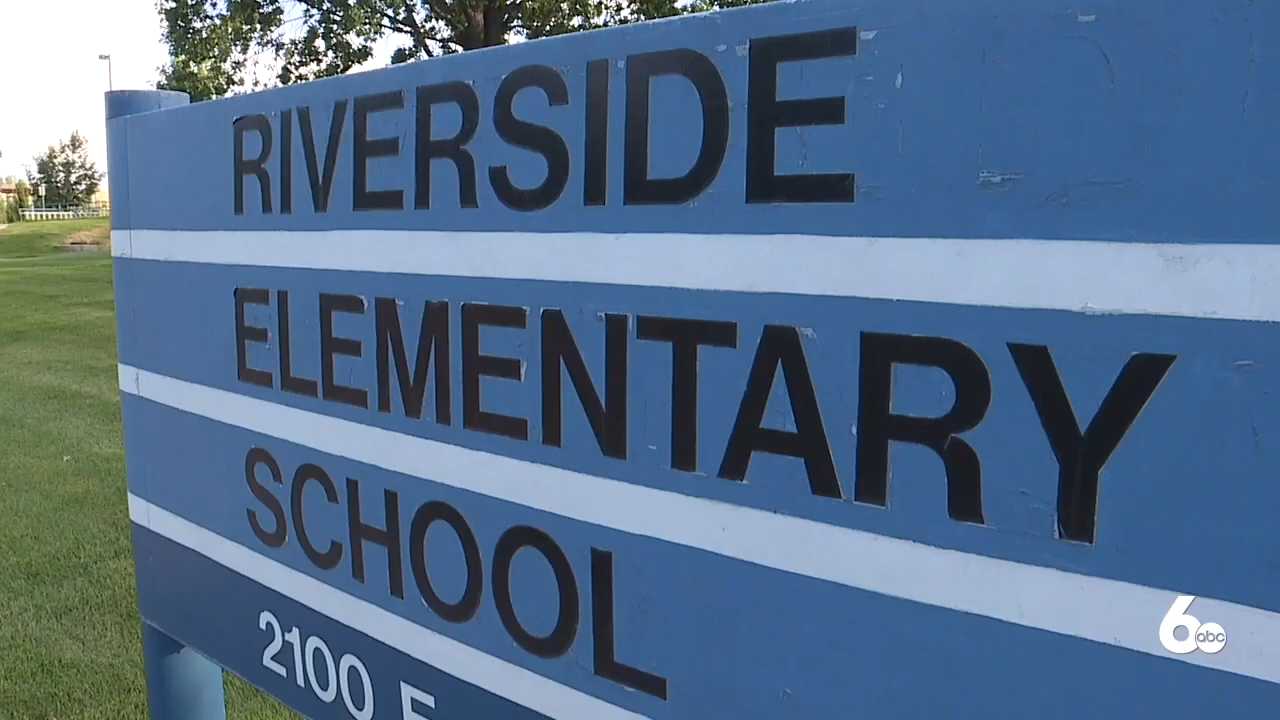 RIVERSIDE
ELEMENTARY
SCHOOL
2100 E
6abc